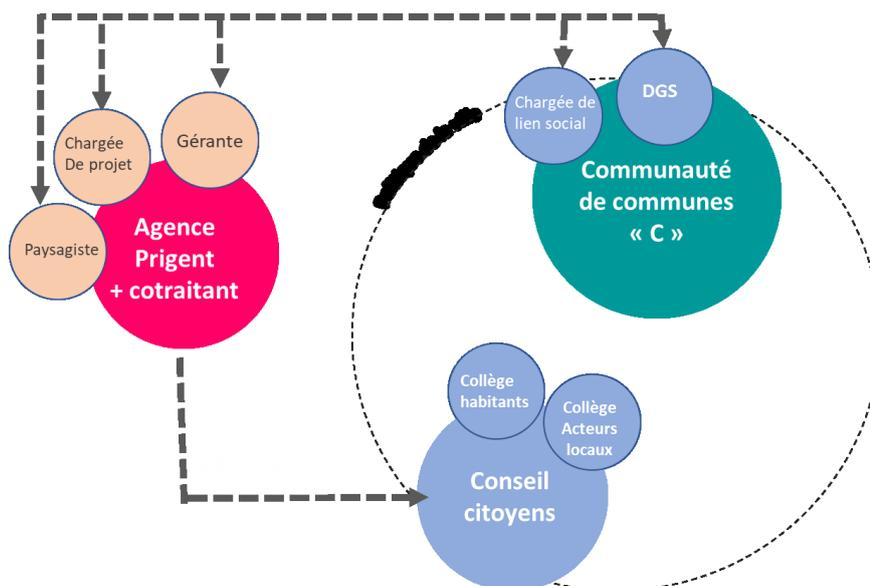 Chargée
De projet
Gérante
Paysagiste
Agence
Prigent
+ cotraitant
Chargée de
lien social
DGS
Communauté
de communes
« C »
Collège
habitants
Collège
Acteurs
locaux
Conseil
citoyens